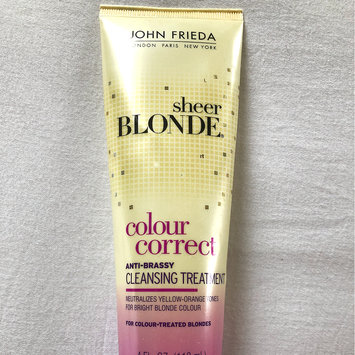 JOHN FRIEDA
LONDON PARIS NEW YORK
sheer
BLONDE®
colour
correct
ANTI-BRASSY
CLEANSING TREATMENT
NEUTRALIZES YELLOW-ORANGE TONES
FOR BRIGHT BLONDE COLOUR
FOR COLOUR-TREATED BLONDES